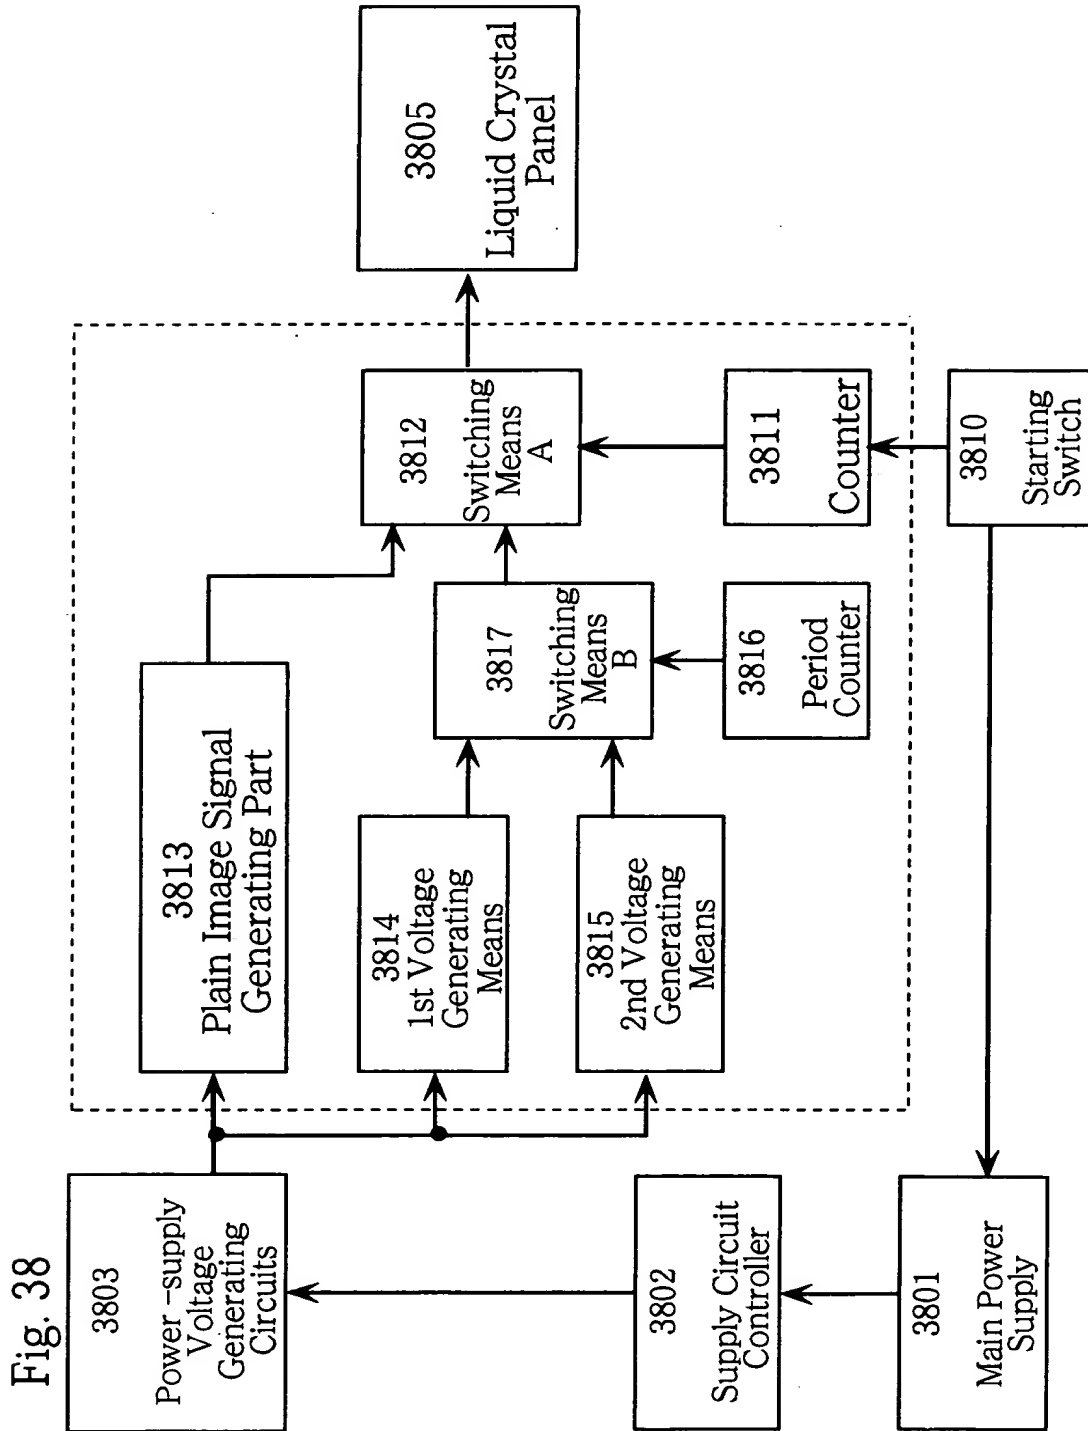 Fig. 38
3803
Power -supply
Voltage
Generating
Circuits
3802
Supply Circuit
Controller
3801
Main Power
Supply
3813
Plain Image Signal
Generating Part
3814
1st Voltage
Generating
Means
3815
2nd Voltage
Generating
Means
3817
Switching
Means
B
3816
Period
Counter
3812
Switching
Means
A
3811
Counter
3810
Starting
Switch
3805
Liquid Crystal
Panel